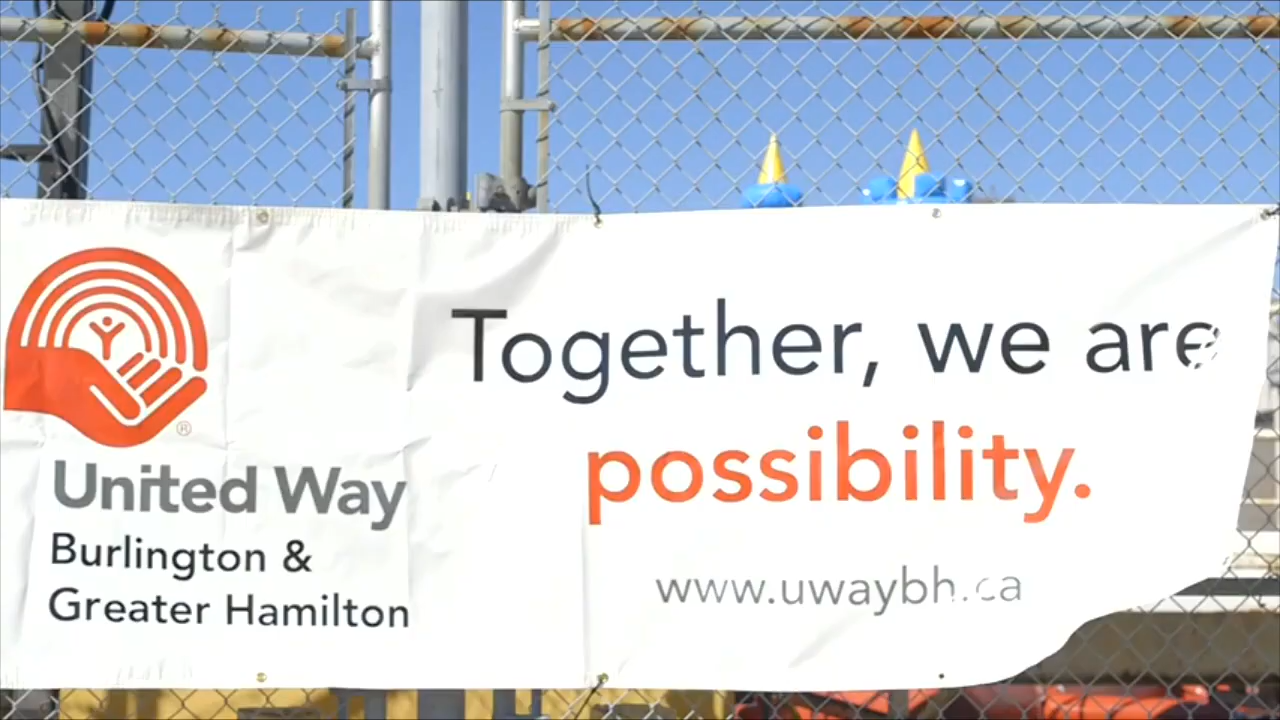 Together, we are
possibility.
www.uwaybh.ca
®
United Way
Burlington &
Greater Hamilton